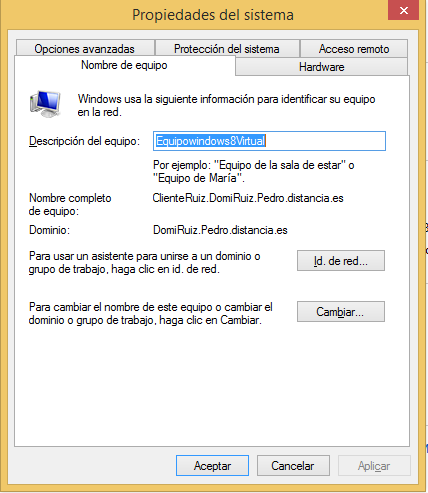 Propiedades del sistema
Opciones avanzadas
Protección del sistema
Acceso remoto
Nombre de equipo
Hardware
Windows usa la siguiente información para identificar su equipo
en la red.
Descripción del equipo:
Equipowindows8Virtual
Por ejemplo: "Equipo de la sala de estar" o
"Equipo de María".
Nombre completo
de equipo:
ClienteRuiz.DomiRuiz.Pedro.distancia.es
Dominio:
DomiRuiz.Pedro.distancia.es
Para usar un asistente para unirse a un dominio o
grupo de trabajo, haga clic en id. de red.
Id. de red...
Para cambiar el nombre de este equipo o cambiar el
dominio o grupo de trabajo, haga clic en Cambiar.
Cambiar...
Aceptar
Cancelar
Aplicar